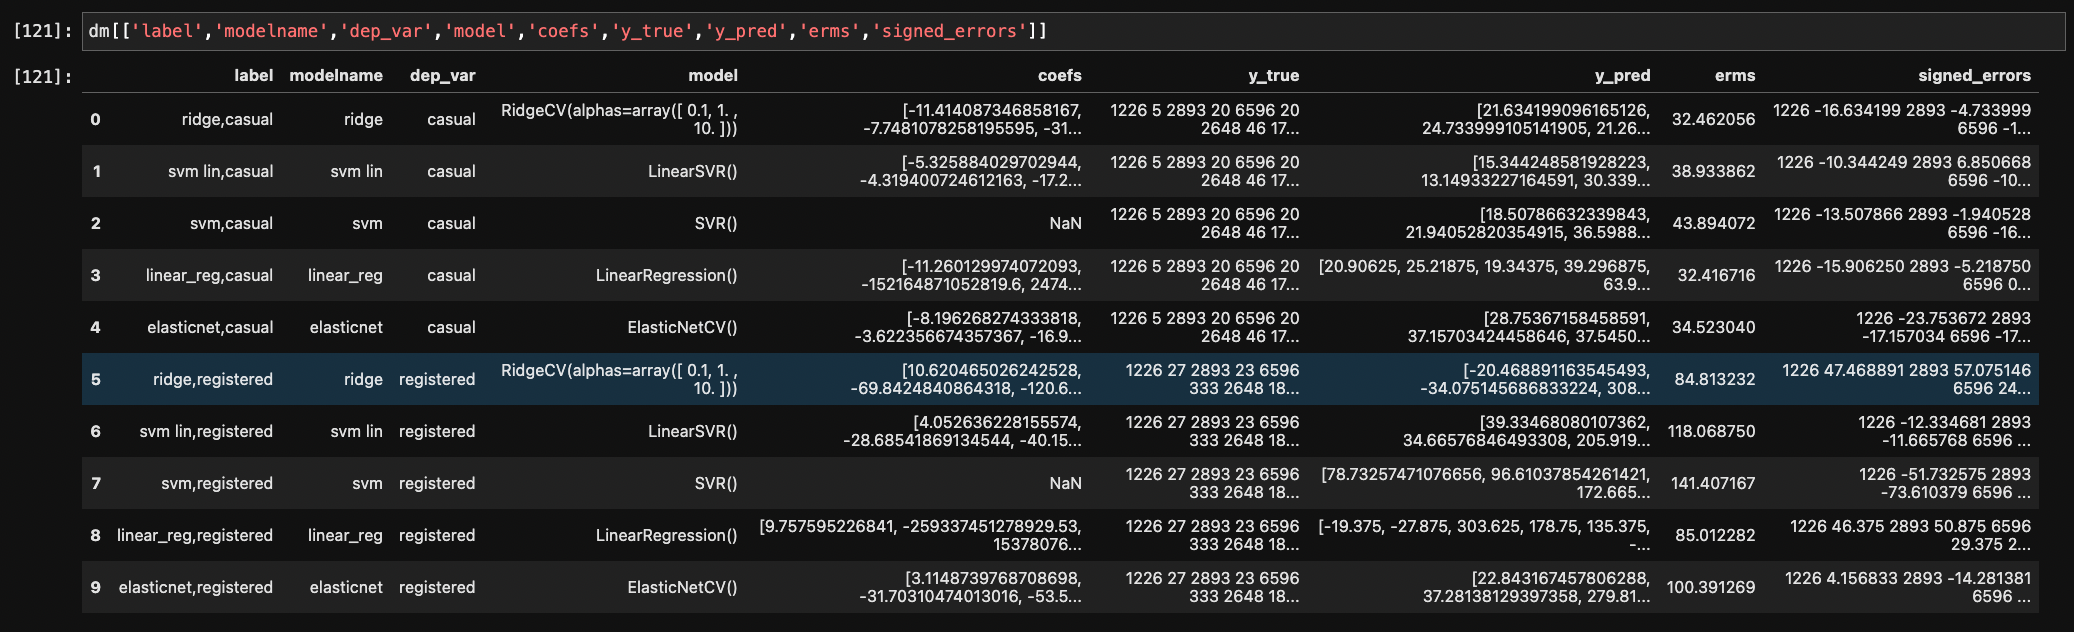 [121]: dm[['label','modelname','dep_var','model','coefs','y_true','y_pred','erms','signed_errors']]
[121]:
label modelname dep_var model coefs y_true y_pred erms signed_errors
0 ridge,casual ridge casual RidgeCV(alphas=array([ 0.1, 1. , [-11.414087346858167, 1226 5 2893 20 6596 20 [21.634199096165126, 32.462056 1226 -16.634199 2893 -4.733999
10. ])) -7.7481078258195595, -31... 2648 46 17... 24.733999105141905, 21.26... 6596 -1...
1 svm lin,casual svm lin casual LinearSVR() [-5.325884029702944, 1226 5 2893 20 6596 20 [15.344248581928223, 38.933862 1226 -10.344249 2893 6.850668
-4.319400724612163, -17.2... 2648 46 17... 13.14933227164591, 30.339... 6596 -10...
2 svm,casual svm casual SVR() NaN 1226 5 2893 20 6596 20 [18.50786632339843, 43.894072 1226 -13.507866 2893 -1.940528
2648 46 17... 21.94052820354915, 36.5988... 6596 -16...
3 linear_reg,casual linear_reg casual LinearRegression() [-11.260129974072093, 1226 5 2893 20 6596 20 [20.90625, 25.21875, 19.34375, 39.296875, 32.416716 1226 -15.906250 2893 -5.218750
-152164871052819.6, 2474... 2648 46 17... 63.9... 6596 0...
4 elasticnet,casual elasticnet casual ElasticNetCV() [-8.196268274333818, 1226 5 2893 20 6596 20 [28.75367158458591, 34.523040 1226 -23.753672 2893
-3.622356674357367, -16.9... 2648 46 17... 37.15703424458646, 37.5450... -17.157034 6596 -17...
5 ridge,registered ridge registered RidgeCV(alphas=array([ 0.1, 1. , [10.620465026242528, 1226 27 2893 23 6596 [-20.468891163545493, 84.813232 1226 47.468891 2893 57.075146
10. ])) -69.8424840864318, -120.6... 333 2648 18... -34.075145686833224, 308... 6596 24...
6 svm lin,registered svm lin registered LinearSVR() [4.052636228155574, 1226 27 2893 23 6596 [39.33468080107362, 118.068750 1226 -12.334681 2893
-28.68541869134544, -40.15... 333 2648 18... 34.66576846493308, 205.919... -11.665768 6596 ...
7 svm,registered svm registered SVR() NaN 1226 27 2893 23 6596 [78.73257471076656, 96.61037854261421, 141.407167 1226 -51.732575 2893
333 2648 18... 172.665... -73.610379 6596 ...
8 linear_reg,registered linear_reg registered LinearRegression() [9.757595226841, -259337451278929.53, 1226 27 2893 23 6596 [-19.375, -27.875, 303.625, 178.75, 135.375, 85.012282 1226 46.375 2893 50.875 6596
15378076... 333 2648 18... -... 29.375 2...
9 elasticnet,registered elasticnet registered ElasticNetCV() [3.1148739768708698, 1226 27 2893 23 6596 [22.843167457806288, 100.391269 1226 4.156833 2893 -14.281381
-31.70310474013016, -53.5... 333 2648 18... 37.28138129397358, 279.81... 6596 ...